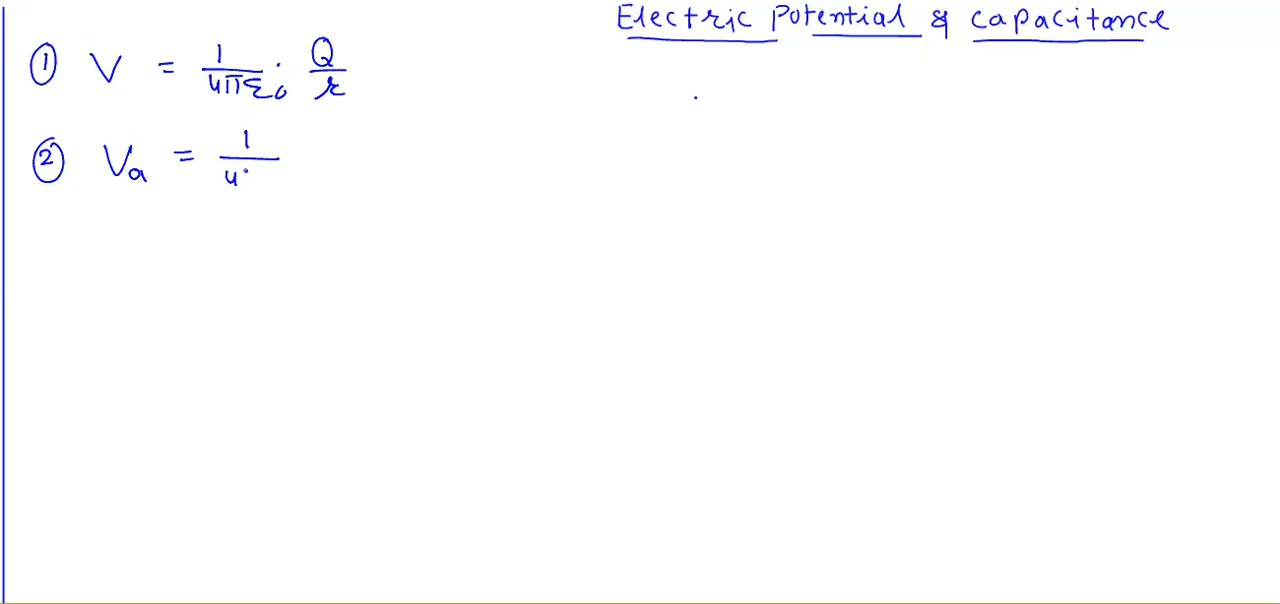 Electric Potential & Capacitance
① V = 1/4πε₀ · Q/r
② Va = 1/4